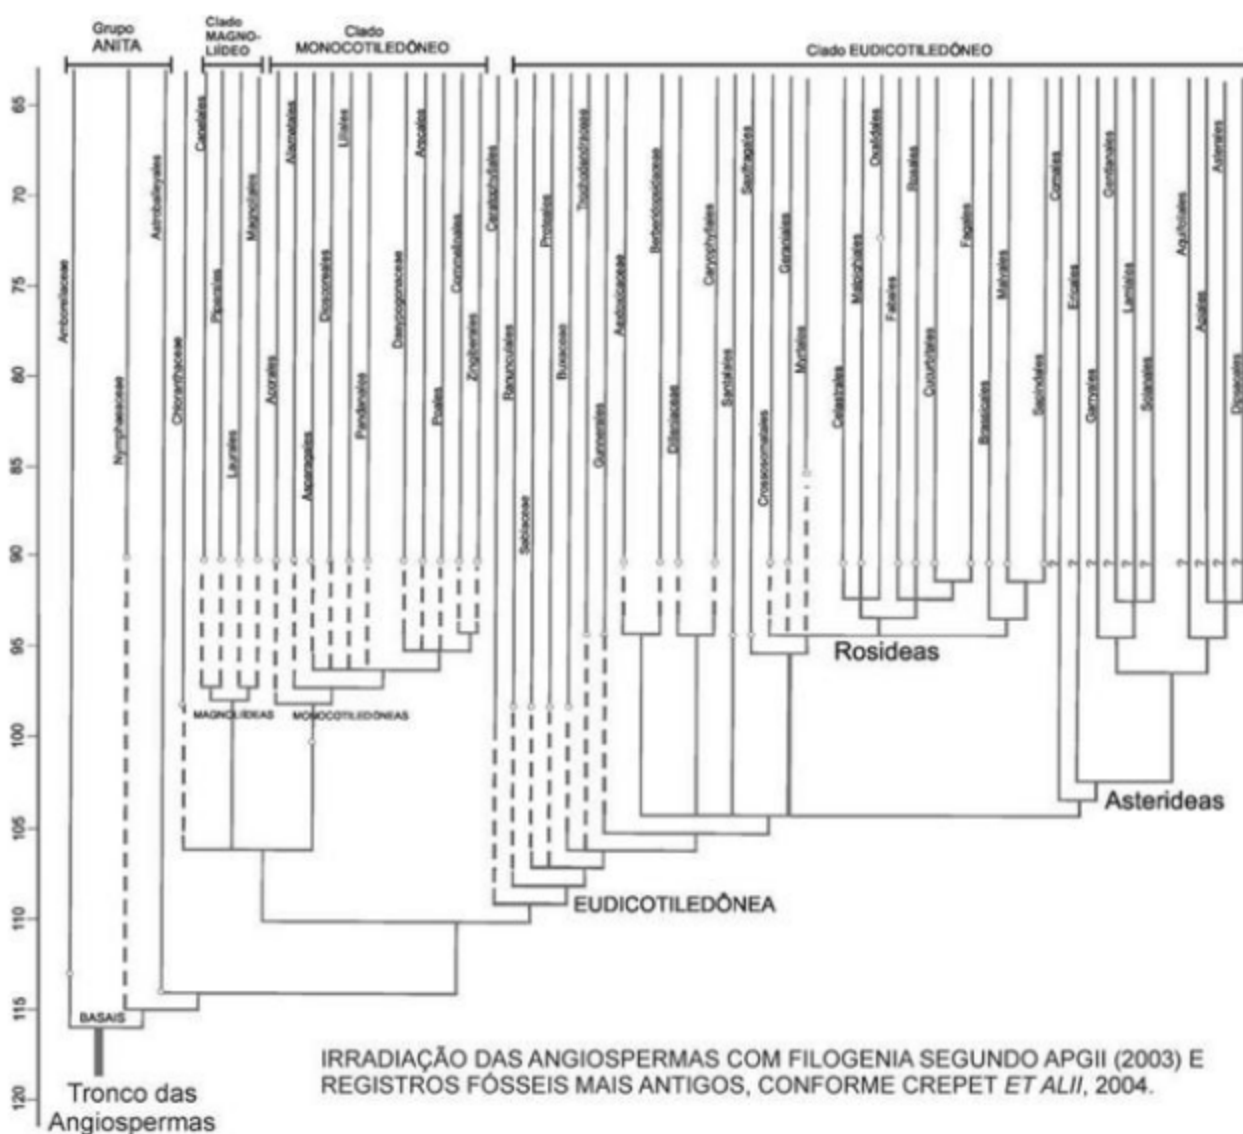 Grupo
ANITA
Clado
MAGNO-
LIÍDEO
Clado
MONOCOTILEDÔNEO
Clado EUDICOTILEDÔNEO
65
70
75
80
85
90
95
100
105
110
115
120
Amborellaceae
Nymphaeaceae
Astrobaileyales
Chloranthaceae
Canelales
Piperales
Laurales
Magnoliales
Acorales
Alismatales
Asparagales
Dioscoreales
Liliales
Pandanales
Dasypogonaceae
Arecales
Poales
Commelinales
Zingiberales
Ceratophyllales
Ranunculales
Sabiaceae
Proteales
Buxaceae
Trochodendraceae
Gunnerales
Aextoxicaceae
Berberidopsidaceae
Dilleniaceae
Caryophyllales
Santalales
Saxifragales
Crossosomatales
Geraniales
Myrtales
Celastrales
Malpighiales
Oxalidales
Fabales
Rosales
Cucurbitales
Fagales
Brassicales
Malvales
Sapindales
Cornales
Ericales
Garryales
Gentianales
Lamiales
Solanales
Aquifoliales
Apiales
Asterales
Dipsacales
? ? ? ? ? ? ? ? ? ?
MAGNOLIÍDEAS
MONOCOTILEDÔNEAS
Rosideas
Asterideas
EUDICOTILEDÔNEA
BASAIS
Tronco das
Angiospermas
IRRADIAÇÃO DAS ANGIOSPERMAS COM FILOGENIA SEGUNDO APGII (2003) E
REGISTROS FÓSSEIS MAIS ANTIGOS, CONFORME CREPET ET ALII, 2004.